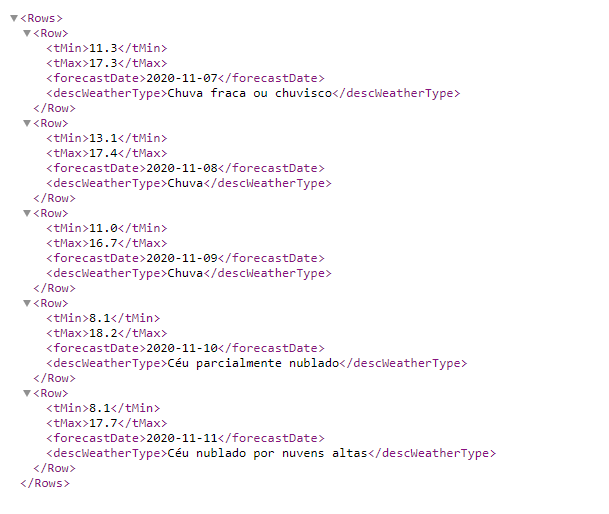 <Rows>
<Row>
<tMin>11.3</tMin>
<tMax>17.3</tMax>
<forecastDate>2020-11-07</forecastDate>
<descWeatherType>Chuva fraca ou chuvisco</descWeatherType>
</Row>
<Row>
<tMin>13.1</tMin>
<tMax>17.4</tMax>
<forecastDate>2020-11-08</forecastDate>
<descWeatherType>Chuva</descWeatherType>
</Row>
<Row>
<tMin>11.0</tMin>
<tMax>16.7</tMax>
<forecastDate>2020-11-09</forecastDate>
<descWeatherType>Chuva</descWeatherType>
</Row>
<Row>
<tMin>8.1</tMin>
<tMax>18.2</tMax>
<forecastDate>2020-11-10</forecastDate>
<descWeatherType>Céu parcialmente nublado</descWeatherType>
</Row>
<Row>
<tMin>8.1</tMin>
<tMax>17.7</tMax>
<forecastDate>2020-11-11</forecastDate>
<descWeatherType>Céu nublado por nuvens altas</descWeatherType>
</Row>
</Rows>